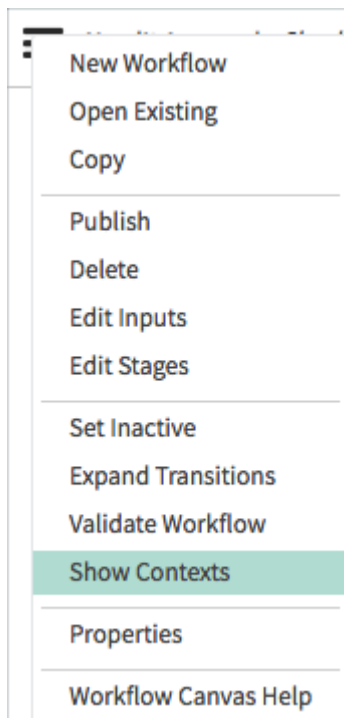 New Workflow
Open Existing
Copy
Publish
Delete
Edit Inputs
Edit Stages
Set Inactive
Expand Transitions
Validate Workflow
Show Contexts
Properties
Workflow Canvas Help